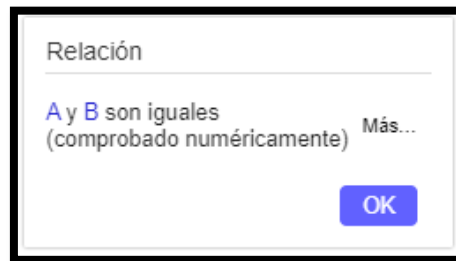 Relación
A y B son iguales
(comprobado numéricamente) Más...
OK